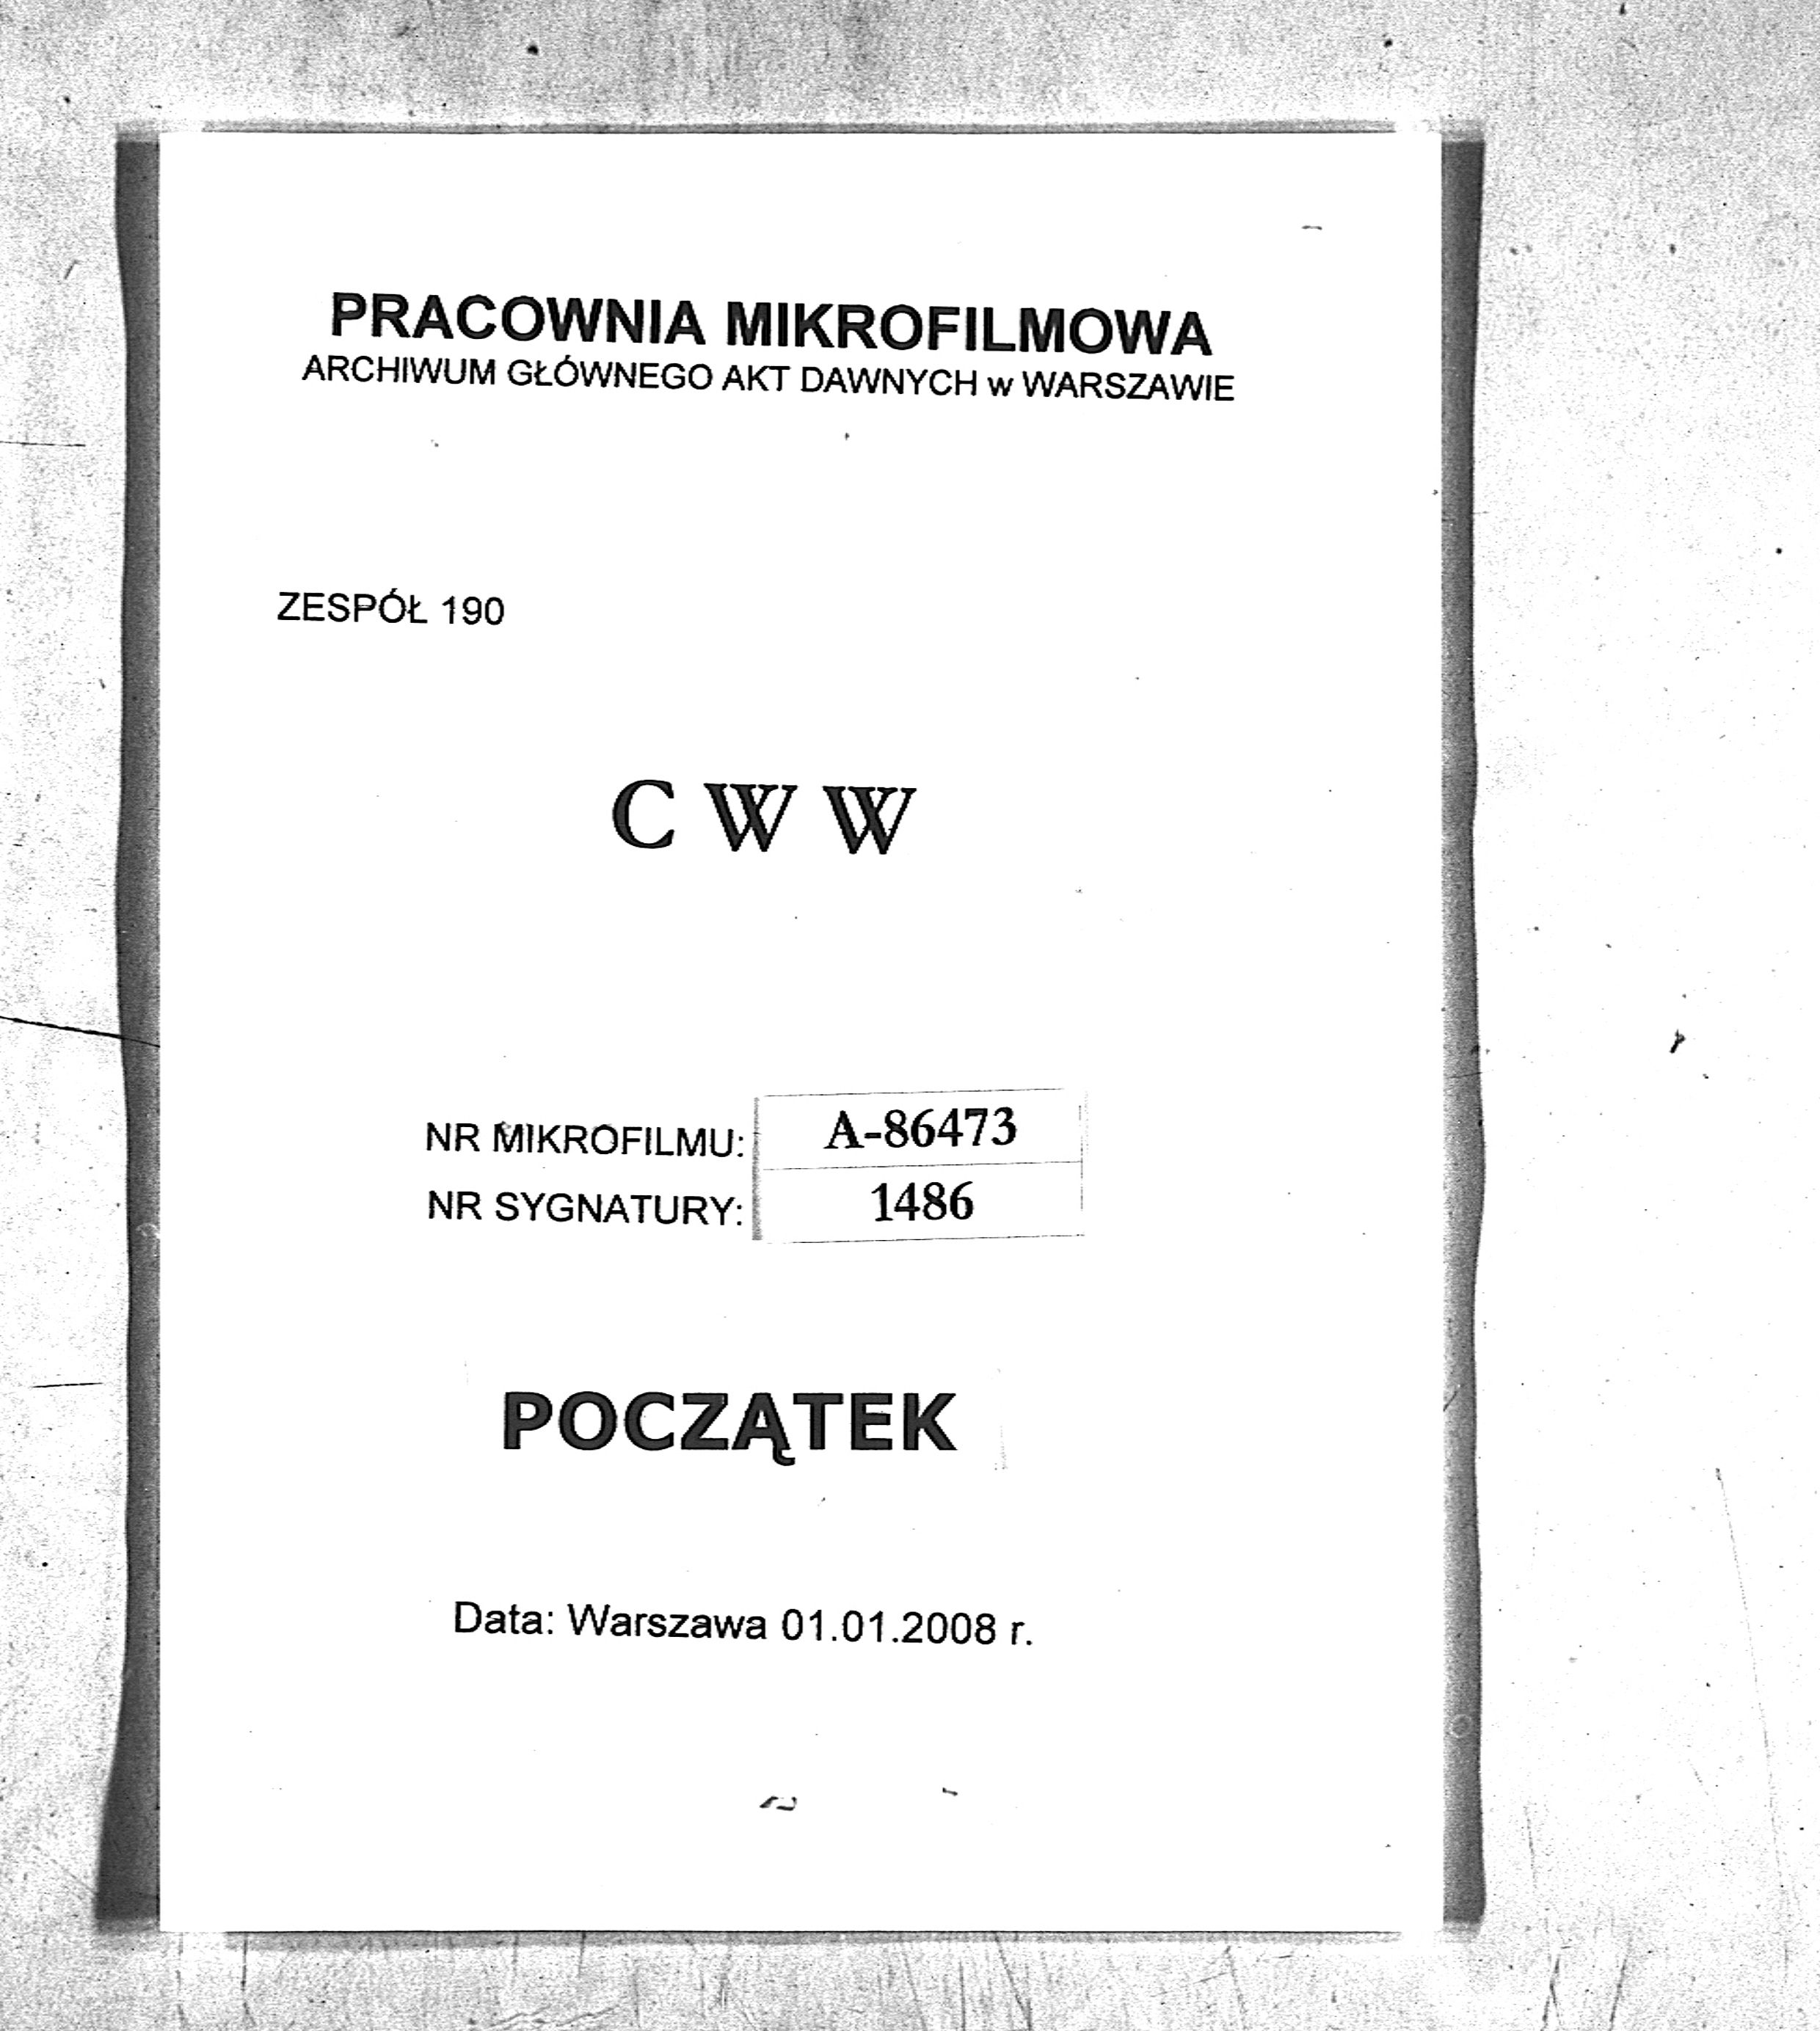 PRACOWNIA MIKROFILMOWA
ARCHIWUM GŁÓWNEGO AKT DAWNYCH w WARSZAWIE
ZESPÓŁ 190
C W W
NR MIKROFILMU: A-86473
NR SYGNATURY: 1486
POCZĄTEK
Data: Warszawa 01.01.2008 r.